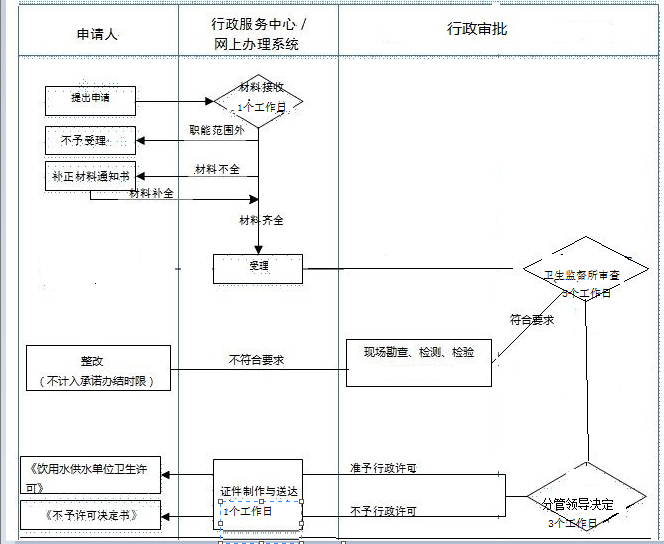 申请人
行政服务中心/
网上办理系统
行政审批
提出申请
材料接收
1个工作日
不予受理
职能范围外
补正材料通知书
材料不全
材料补全
材料齐全
受理
卫生监督所审查
3个工作日
符合要求
整改
（不计入承诺办结时限）
不符合要求
现场勘查、检测、检验
《饮用水供水单位卫生许
可》
证件制作与送达
1个工作日
准予行政许可
分管领导决定
3个工作日
《不予许可决定书》
不予行政许可